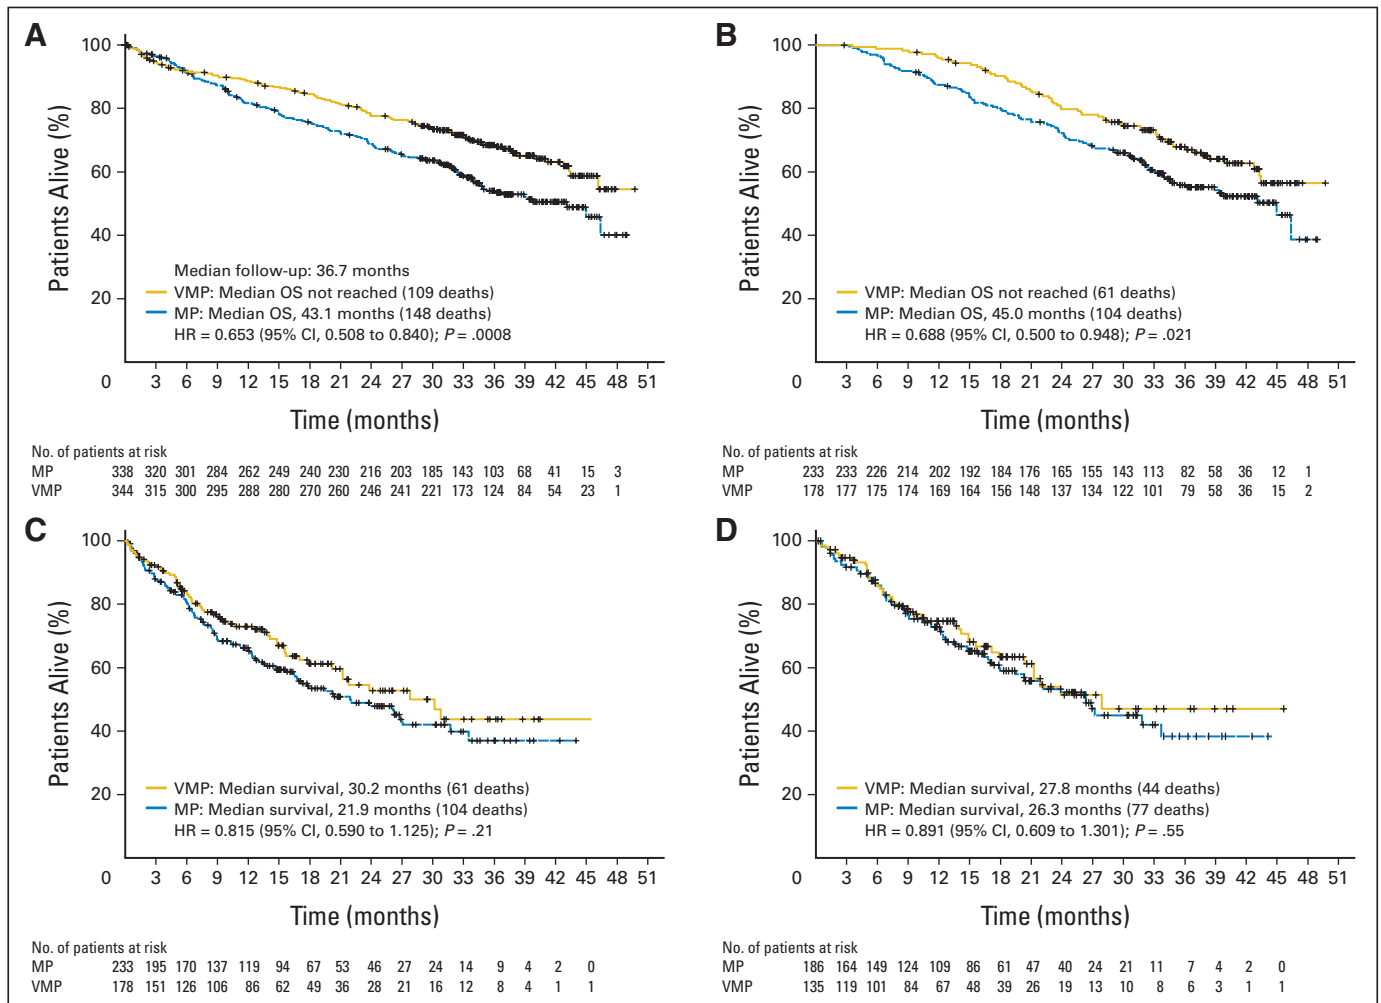 A
100
80
60
40
20
Patients Alive (%)
Median follow-up: 36.7 months
VMP: Median OS not reached (109 deaths)
MP: Median OS, 43.1 months (148 deaths)
HR = 0.653 (95% CI, 0.508 to 0.840); P = .0008
0 3 6 9 12 15 18 21 24 27 30 33 36 39 42 45 48 51
Time (months)
No. of patients at risk
MP 338 320 301 284 262 249 240 230 216 203 185 143 103 68 41 15 3
VMP 344 315 300 295 288 280 270 260 246 241 221 173 124 84 54 23 1
B
100
80
60
40
20
Patients Alive (%)
VMP: Median OS not reached (61 deaths)
MP: Median OS, 45.0 months (104 deaths)
HR = 0.688 (95% CI, 0.500 to 0.948); P = .021
0 3 6 9 12 15 18 21 24 27 30 33 36 39 42 45 48 51
Time (months)
No. of patients at risk
MP 233 233 226 214 202 192 184 176 165 155 143 113 82 58 36 12 1
VMP 178 177 175 174 169 164 156 148 137 134 122 101 79 58 36 15 2
C
100
80
60
40
20
Patients Alive (%)
VMP: Median survival, 30.2 months (61 deaths)
MP: Median survival, 21.9 months (104 deaths)
HR = 0.815 (95% CI, 0.590 to 1.125); P = .21
0 3 6 9 12 15 18 21 24 27 30 33 36 39 42 45 48 51
Time (months)
No. of patients at risk
MP 233 195 170 137 119 94 67 53 46 27 24 14 9 4 2 0
VMP 178 151 126 106 86 62 49 36 28 21 16 12 8 4 1 1
D
100
80
60
40
20
Patients Alive (%)
VMP: Median survival, 27.8 months (44 deaths)
MP: Median survival, 26.3 months (77 deaths)
HR = 0.891 (95% CI, 0.609 to 1.301); P = .55
0 3 6 9 12 15 18 21 24 27 30 33 36 39 42 45 48 51
Time (months)
No. of patients at risk
MP 186 164 149 124 109 86 61 47 40 24 21 11 7 4 2 0
VMP 135 119 101 84 67 48 39 26 19 13 10 8 6 3 1 1